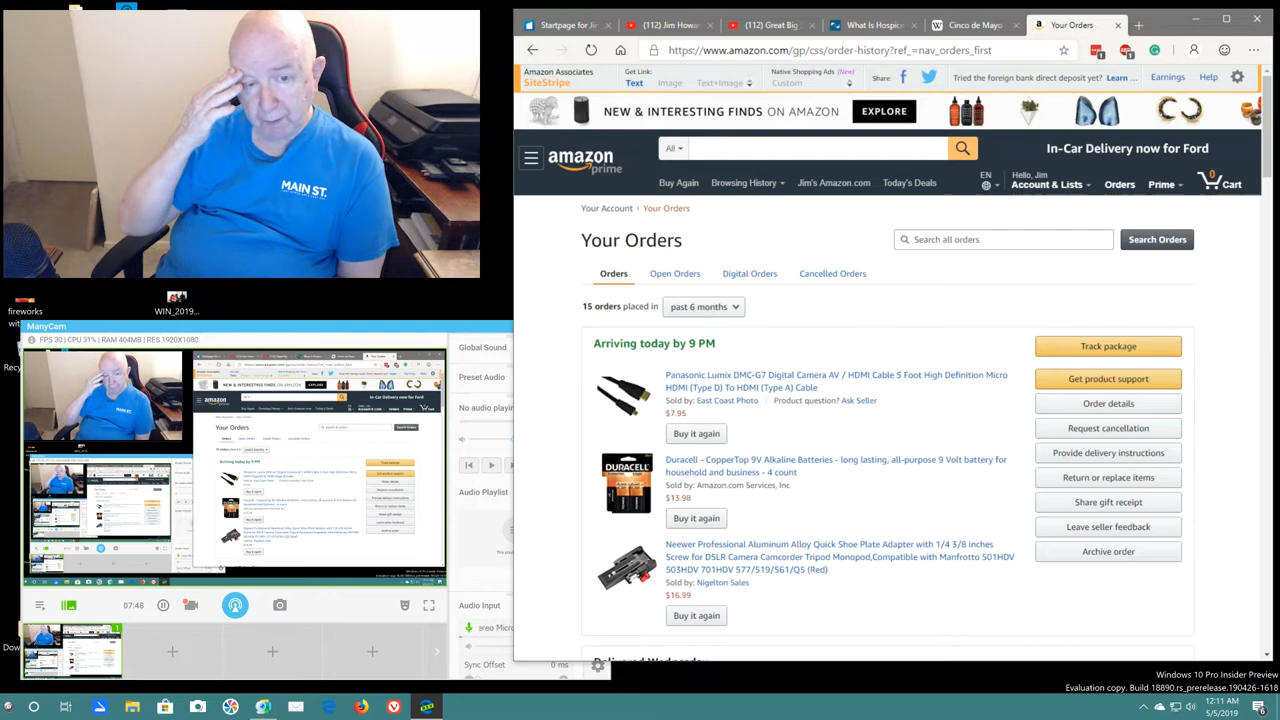 MAIN ST.
fireworks
wit
WIN_2019...
Recy
Dow
ManyCam
FPS 30 | CPU 31% | RAM 404MB | RES 1920X1080
Global Sound
Preset Audio
No audio playin
Audio Playlist
Audio Input
ereo Micro
Sync Offset
0 ms
07:48
1
Startpage for Jim
(112) Jim Howar
(112) Great Big S
What Is Hospice
Cinco de Mayo
Your Orders
https://www.amazon.com/gp/css/order-history?ref_=nav_orders_first
Amazon Associates
SiteStripe
Get Link:
Text Image Text+Image
Native Shopping Ads (New)
Custom
Share:
Tried the foreign bank direct deposit yet? Learn ...
Earnings
Help
NEW & INTERESTING FINDS ON AMAZON
EXPLORE
amazon
prime
All
In-Car Delivery now for Ford
Buy Again
Browsing History
Jim's Amazon.com
Today's Deals
EN
Hello, Jim
Account & Lists
Orders
Prime
0
Cart
Your Account › Your Orders
Your Orders
Search all orders
Search Orders
Orders
Open Orders
Digital Orders
Cancelled Orders
15 orders placed in
past 6 months
Arriving today by 9 PM
Panasonic Lumix DMC-G7 Digital Camera AV / HDMI Cable 5 Foot High Definition Micro
HDMI (Type D) To HDMI (Type A) Cable
Sold by: East Coast Photo | Product question? Ask Seller
$7.95
Buy it again
DURACELL
Duracell - CopperTop 9V Alkaline Batteries - long lasting, all-purpose 9 Volt battery for
household and business - 4 count
Sold by: Amazon.com Services, Inc
$13.98
Buy it again
Neewer Professional Aluminum Alloy Quick Shoe Plate Adapter with 1/4 3/8 inches
Screw for DSLR Camera Camcorder Tripod Monopod,Compatible with Manfrotto 501HDV
503HDV 701HDV 577/519/561/Q5 (Red)
Sold by: Nigelton Sales
$16.99
Buy it again
Track package
Get product support
Order details
Request cancellation
Provide delivery instructions
Return or replace items
Share gift receipt
Leave seller feedback
Archive order
Delivered Wednesday
Windows 10 Pro Insider Preview
Evaluation copy. Build 18890.rs_prerelease.190426-1618
12:11 AM
5/5/2019
6